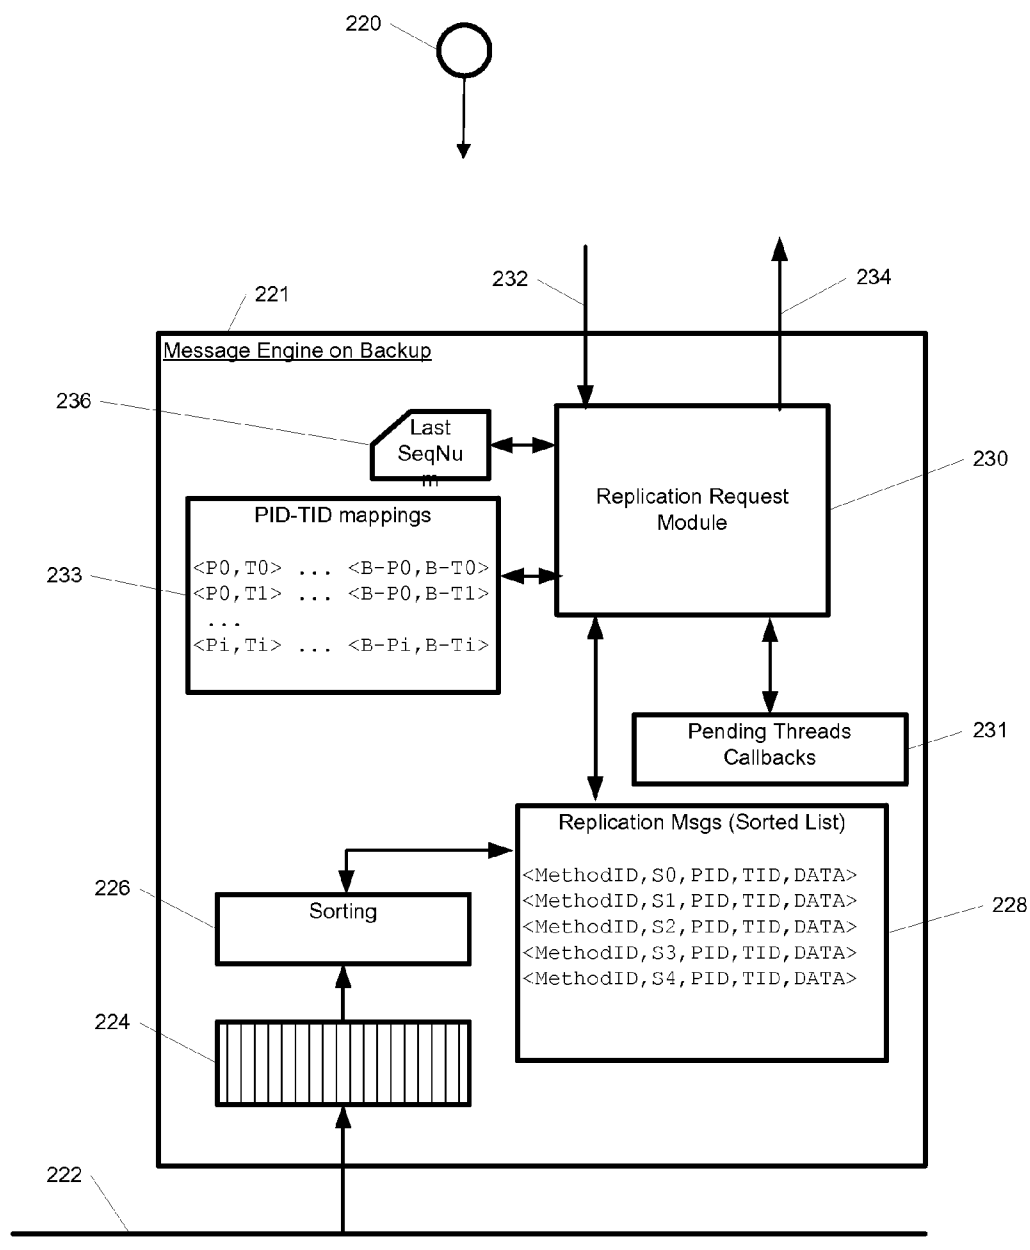 220
232
234
221
Message Engine on Backup
236
Last
SeqNu
m
230
Replication Request
Module
PID-TID mappings
233
<P0,T0> ... <B-P0,B-T0>
<P0,T1> ... <B-P0,B-T1>
...
<Pi,Ti> ... <B-Pi,B-Ti>
231
Pending Threads
Callbacks
Replication Msgs (Sorted List)
<MethodID,S0,PID,TID,DATA>
<MethodID,S1,PID,TID,DATA>
<MethodID,S2,PID,TID,DATA>
<MethodID,S3,PID,TID,DATA>
<MethodID,S4,PID,TID,DATA>
228
226
Sorting
224
222